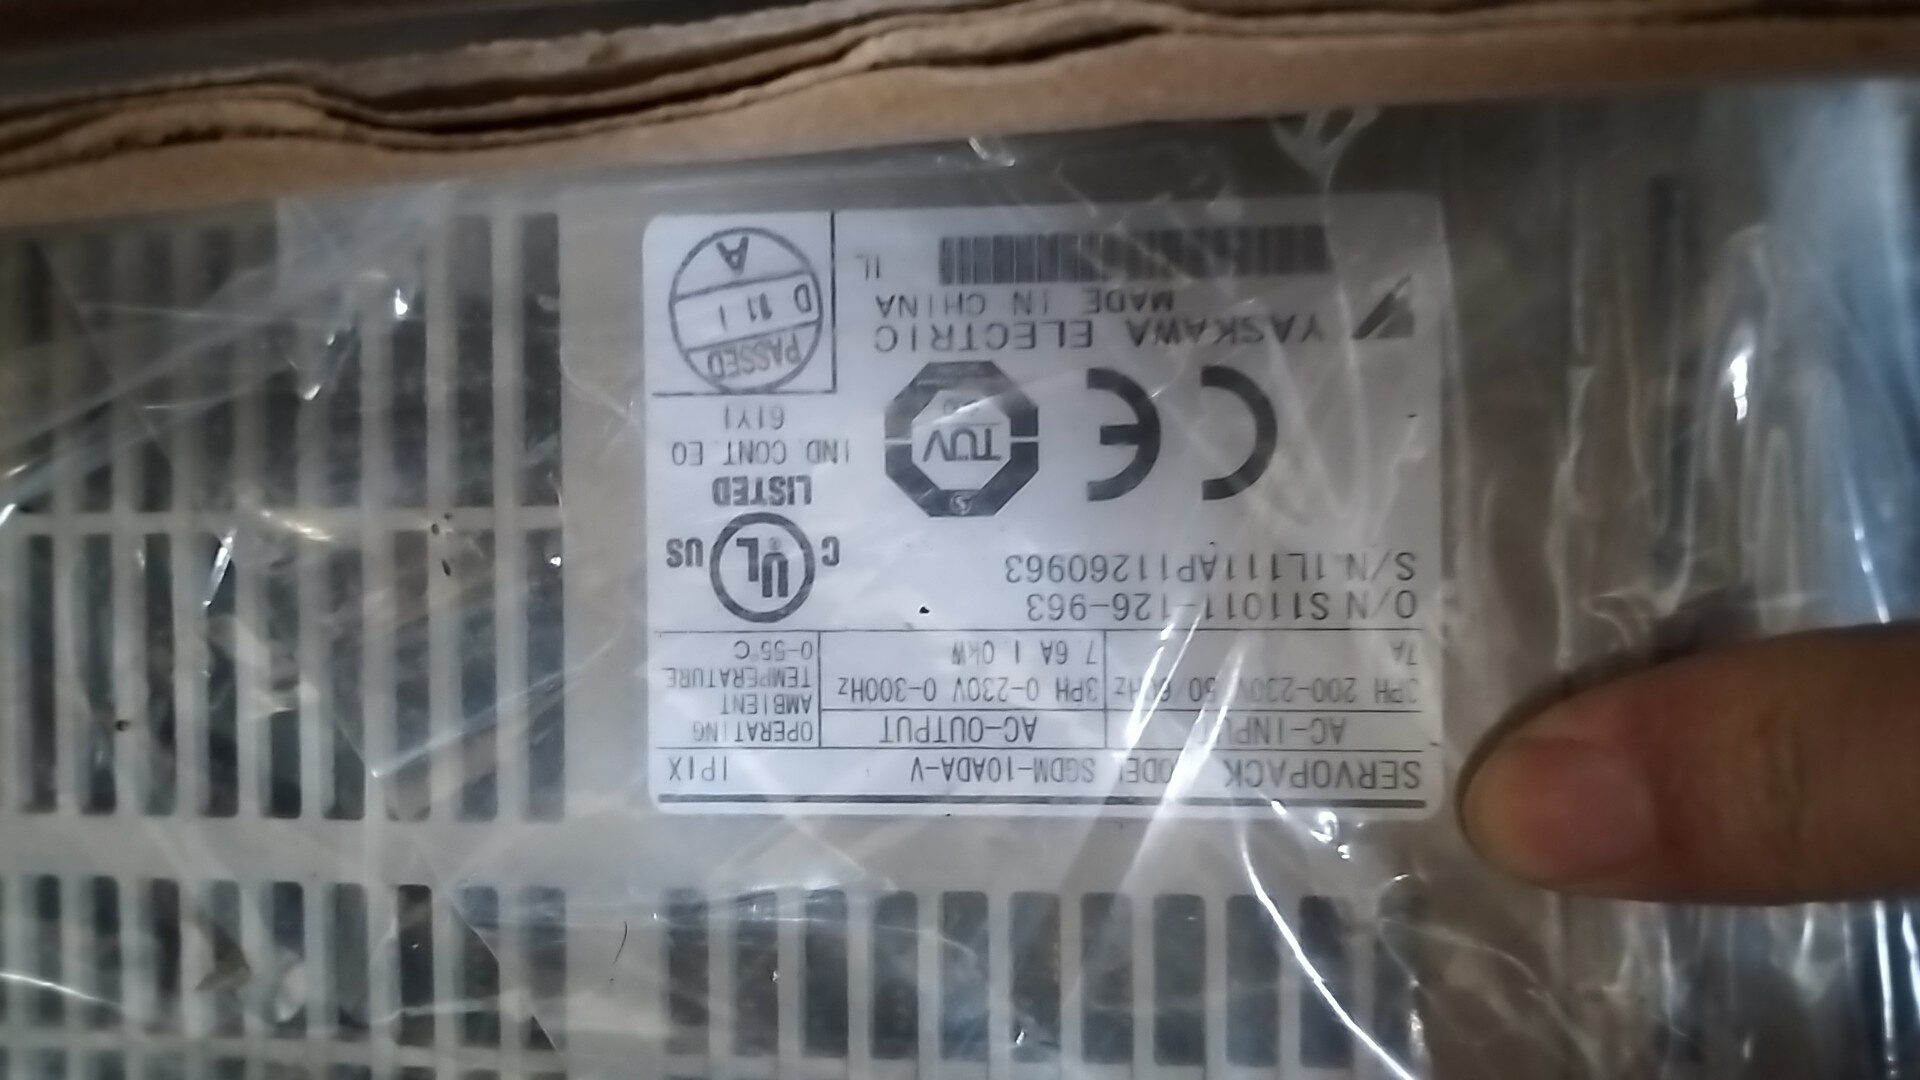 SERVOPACK MODEL SGDM-10ADA-V IP1X
AC-INPUT AC-OUTPUT OPERATING
AMBIENT
TEMPERATURE
0-55°C
3PH 200-230V 50/60Hz 3PH 0-230V 0-300Hz
7A 7.6A 1.0kW
O/N S11011-126-963
S/N 1L111AP11260963
C UL US
LISTED
IND. CONT. EQ
61Y1
CE
TÜV
YASKAWA ELECTRIC
MADE IN CHINA
1L
PASSED
A